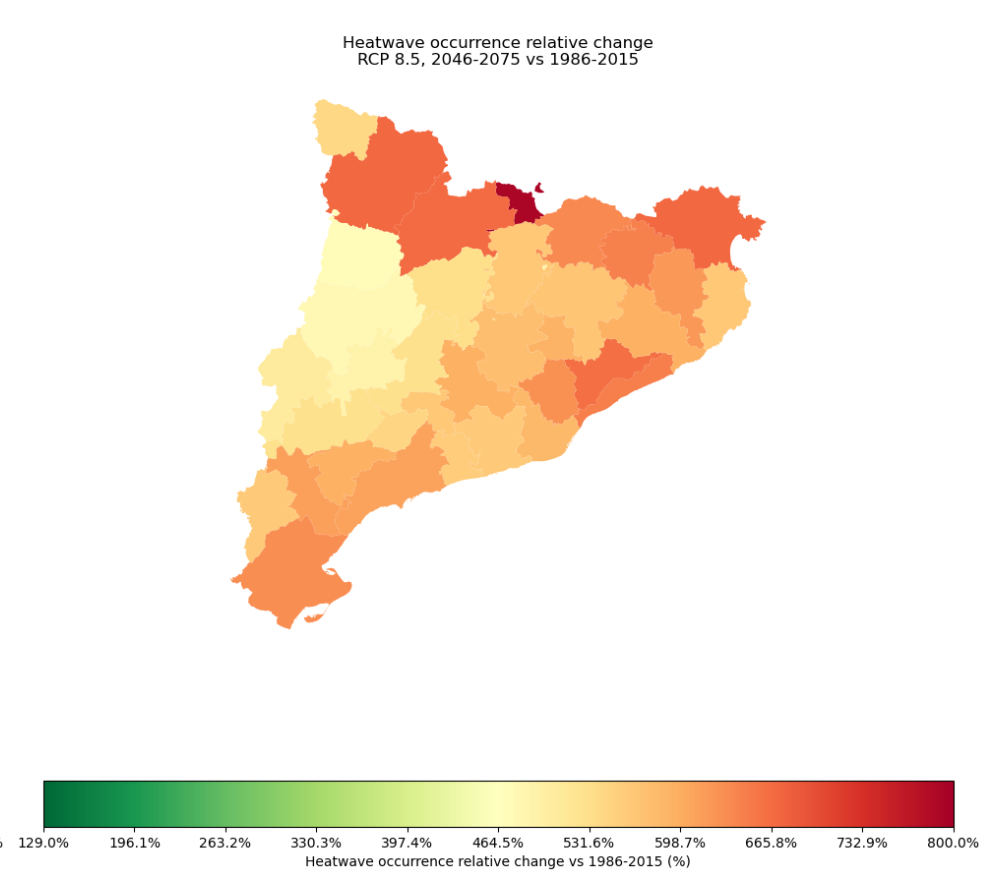 Heatwave occurrence relative change
RCP 8.5, 2046-2075 vs 1986-2015
129.0% 196.1% 263.2% 330.3% 397.4% 464.5% 531.6% 598.7% 665.8% 732.9% 800.0%
Heatwave occurrence relative change vs 1986-2015 (%)